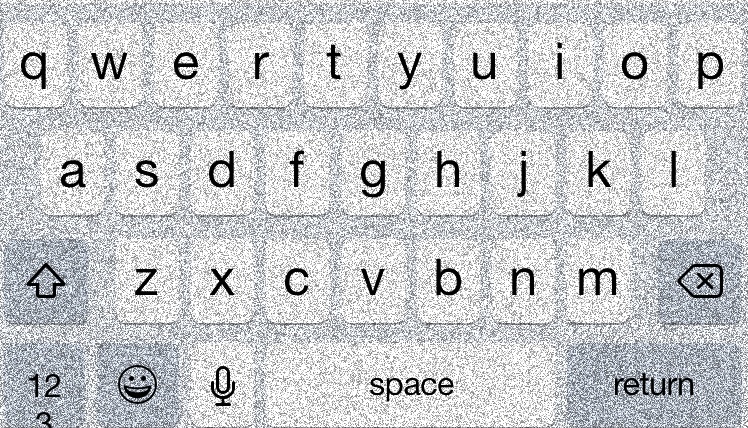 q w e r t y u i o p
a s d f g h j k l
z x c v b n m
12 space return
3